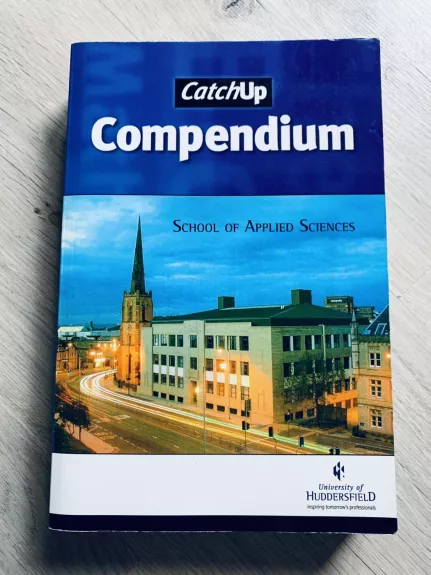 CatchUp
Compendium
SCHOOL OF APPLIED SCIENCES
University of
HUDDERSFIELD
inspiring tomorrow's professionals